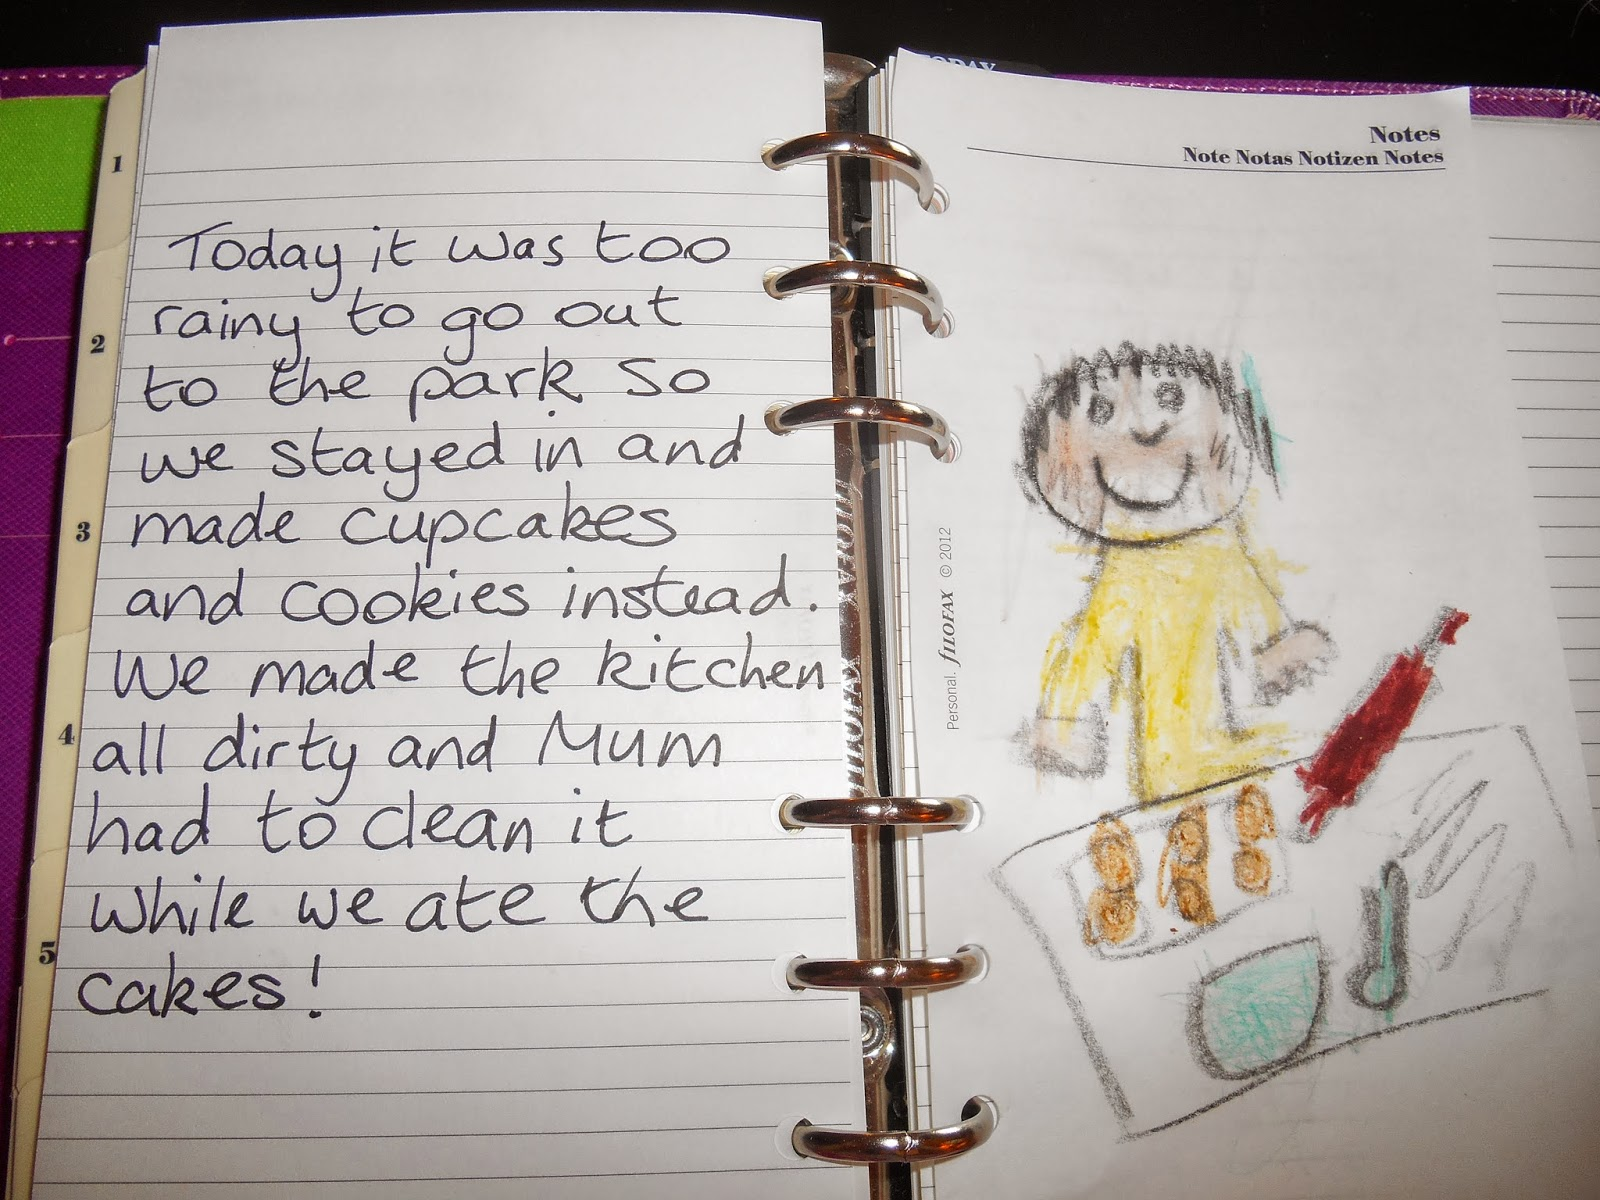 1
2
3
4
5
Today it was too
rainy to go out
to the park so
we stayed in and
made cupcakes
and cookies instead.
We made the kitchen
all dirty and Mum
had to clean it
while we ate the
cakes!
TODAY
Notes
Note Notas Notizen Notes
Personal. fILOFAX © 2012